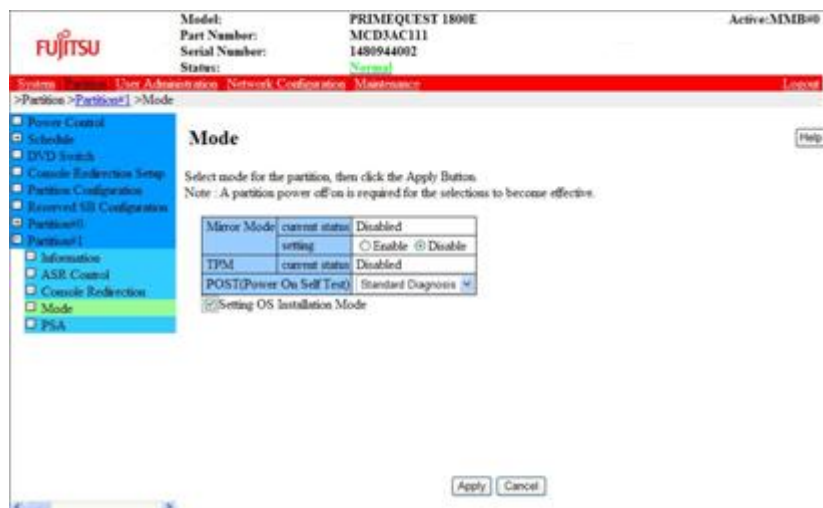 FUJITSU
Model: PRIMEQUEST 1800E Active:MMB#0
Part Number: MCD3AC111
Serial Number: 1480944002
Status: Normal
System Partition User Administration Network Configuration Maintenance Logout
>Partition >Partition#1 >Mode
Power Control
Schedule
DVD Switch
Console Redirection Setup
Partition Configuration
Reserved SB Configuration
Partition#0
Partition#1
Information
ASR Control
Console Redirection
Mode
PSA
Mode
Help
Select mode for the partition, then click the Apply Button.
Note : A partition power off/on is required for the selections to become effective.
Mirror Mode current status Disabled
setting Enable Disable
TPM current status Disabled
POST(Power On Self Test) Standard Diagnosis
Setting OS Installation Mode
Apply Cancel